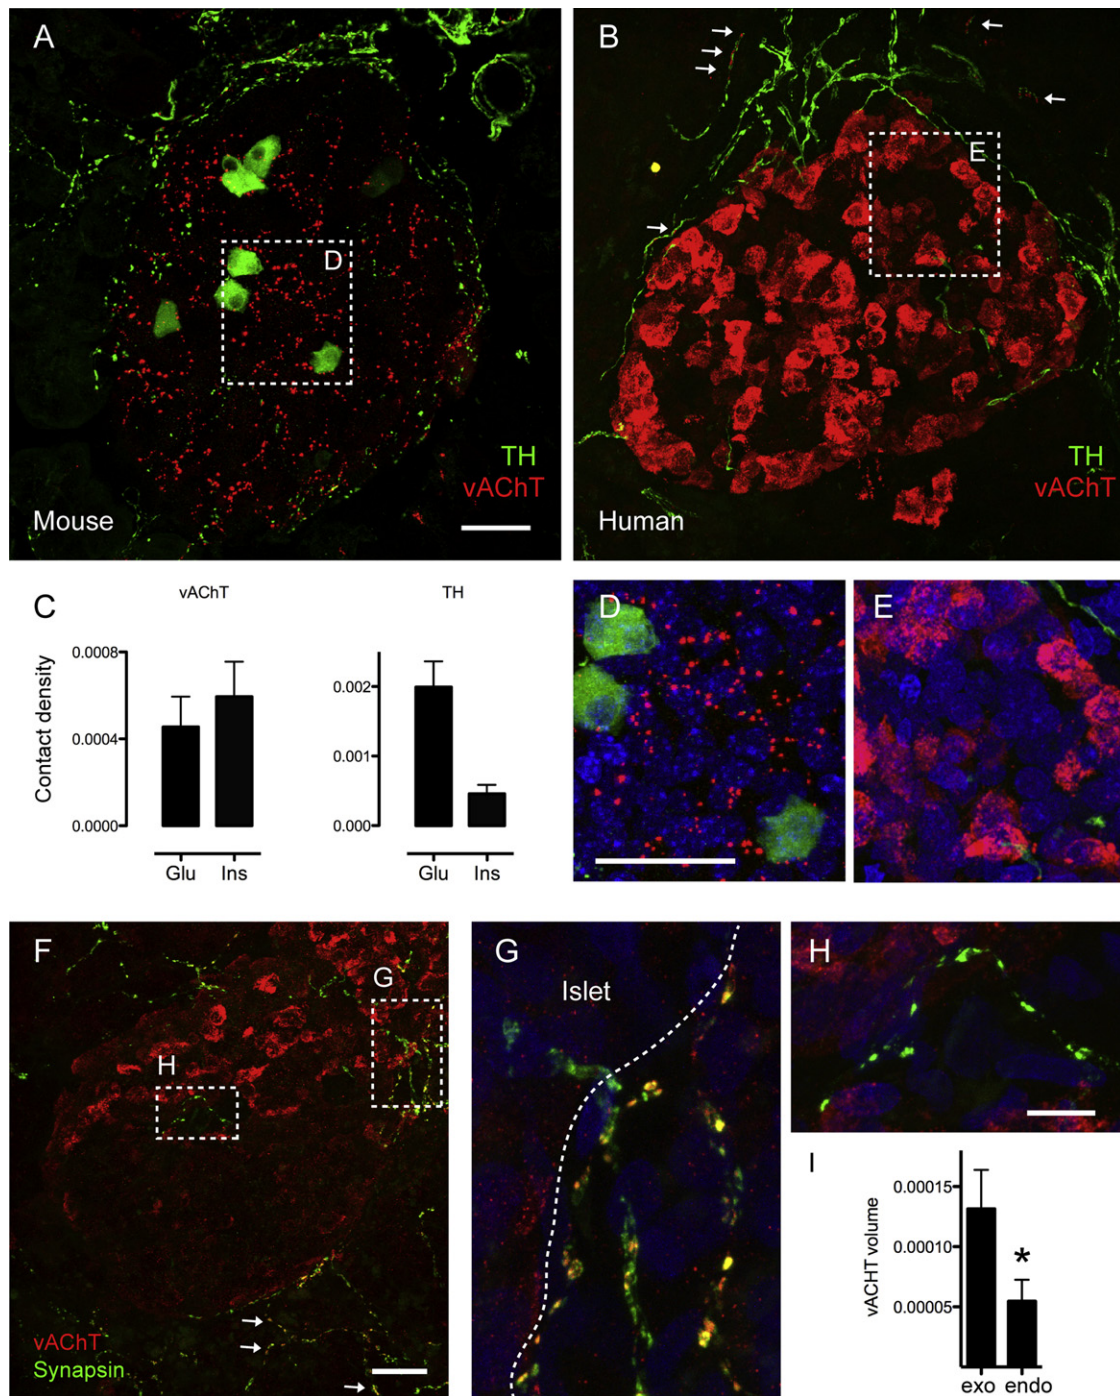 A
D
TH
vAChT
Mouse
B
E
TH
vAChT
Human
C
vAChT
TH
Contact density
0.0008
0.0004
0.0000
Glu
Ins
0.002
0.001
0.000
Glu
Ins
D
E
F
G
H
vAChT
Synapsin
G
Islet
H
I
vACHT volume
0.00015
0.00010
0.00005
*
exo
endo